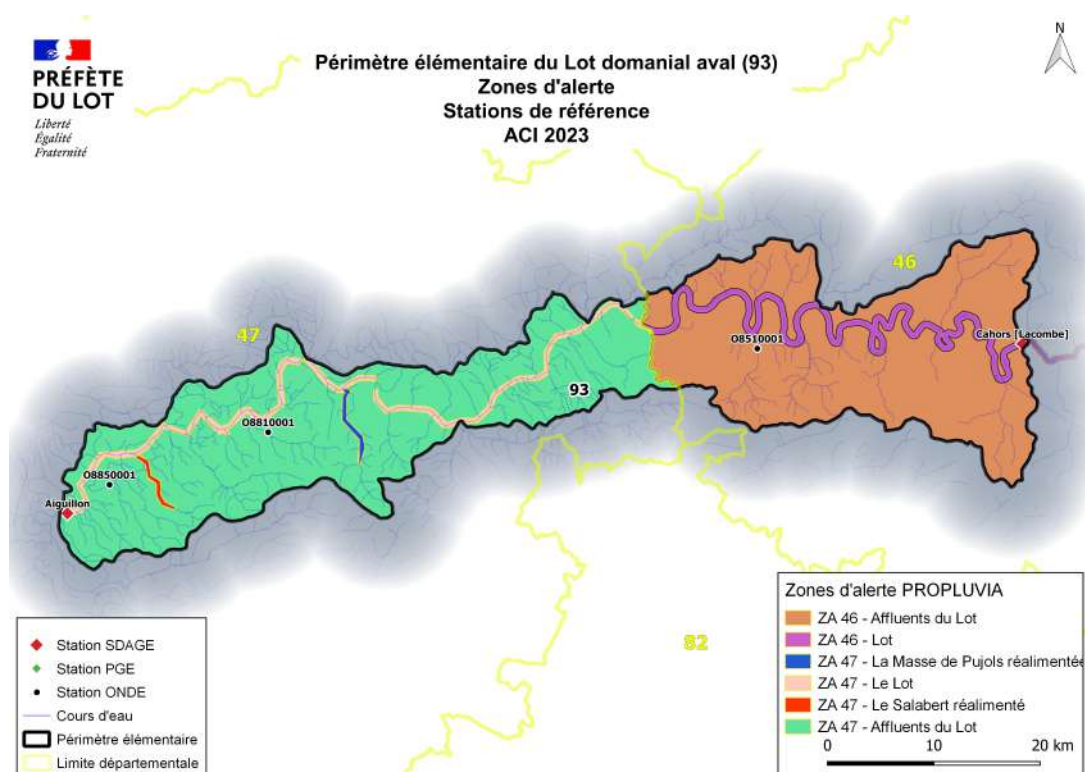 PRÉFÈTE
DU LOT
Liberté
Égalité
Fraternité
Périmètre élémentaire du Lot domanial aval (93)
Zones d'alerte
Stations de référence
ACI 2023
N
46
47
Cahors [Lacombe]
O8510001
93
O8810001
O8850001
Aiguillon
82
Station SDAGE
Station PGE
Station ONDE
Cours d'eau
Périmètre élémentaire
Limite départementale
Zones d'alerte PROPLUVIA
ZA 46 - Affluents du Lot
ZA 46 - Lot
ZA 47 - La Masse de Pujols réalimentée
ZA 47 - Le Lot
ZA 47 - Le Salabert réalimenté
ZA 47 - Affluents du Lot
0 10 20 km